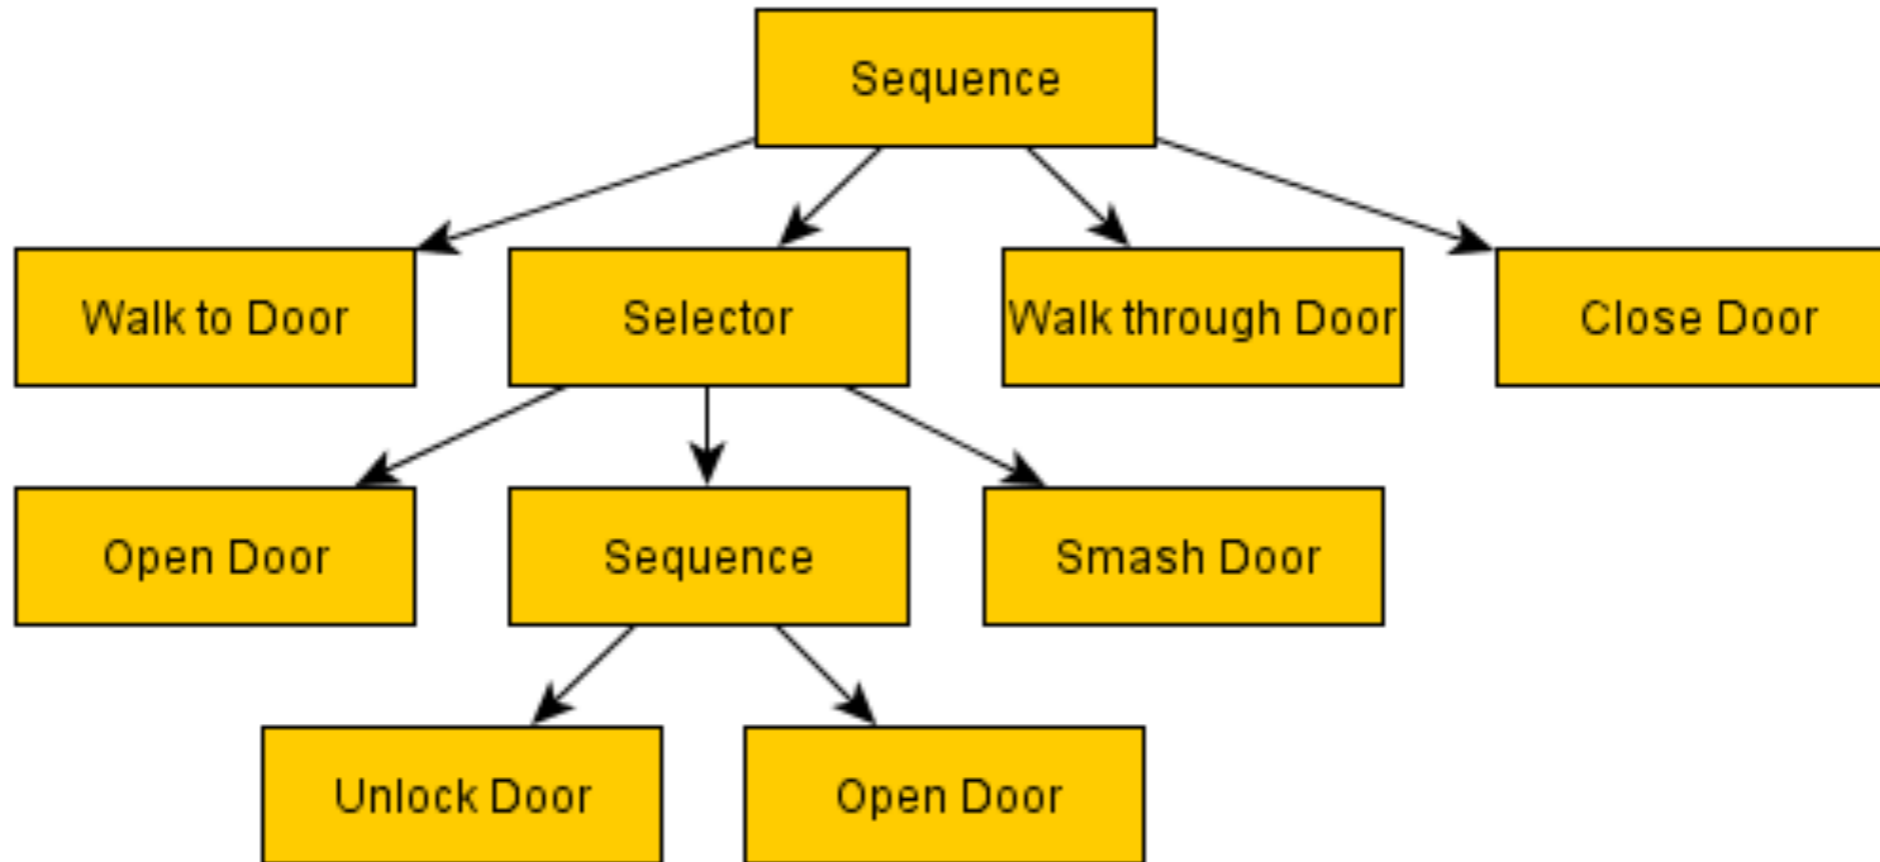 Sequence
Walk to Door
Selector
Walk through Door
Close Door
Open Door
Sequence
Smash Door
Unlock Door
Open Door